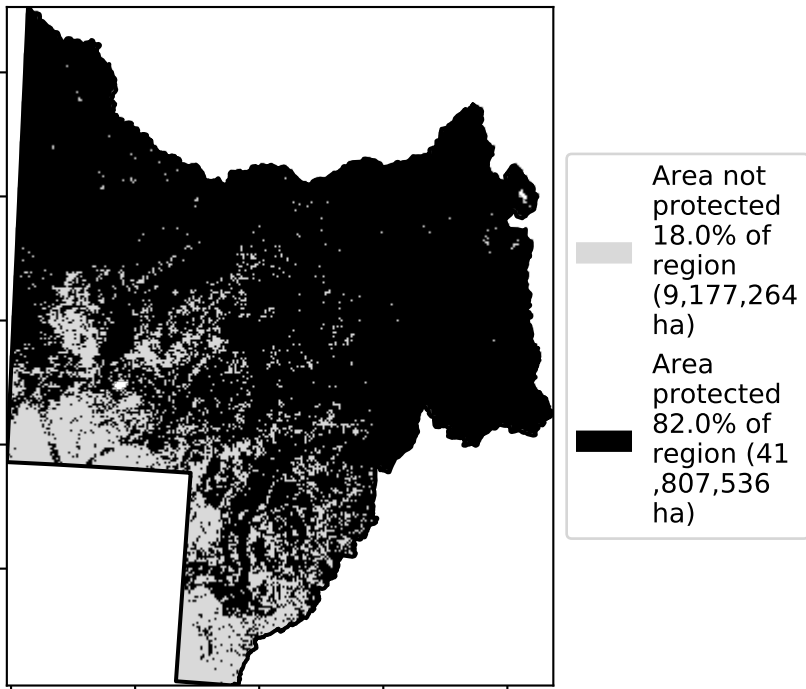 Area not
protected
18.0% of
region
(9,177,264
ha)
Area
protected
82.0% of
region (41
,807,536
ha)